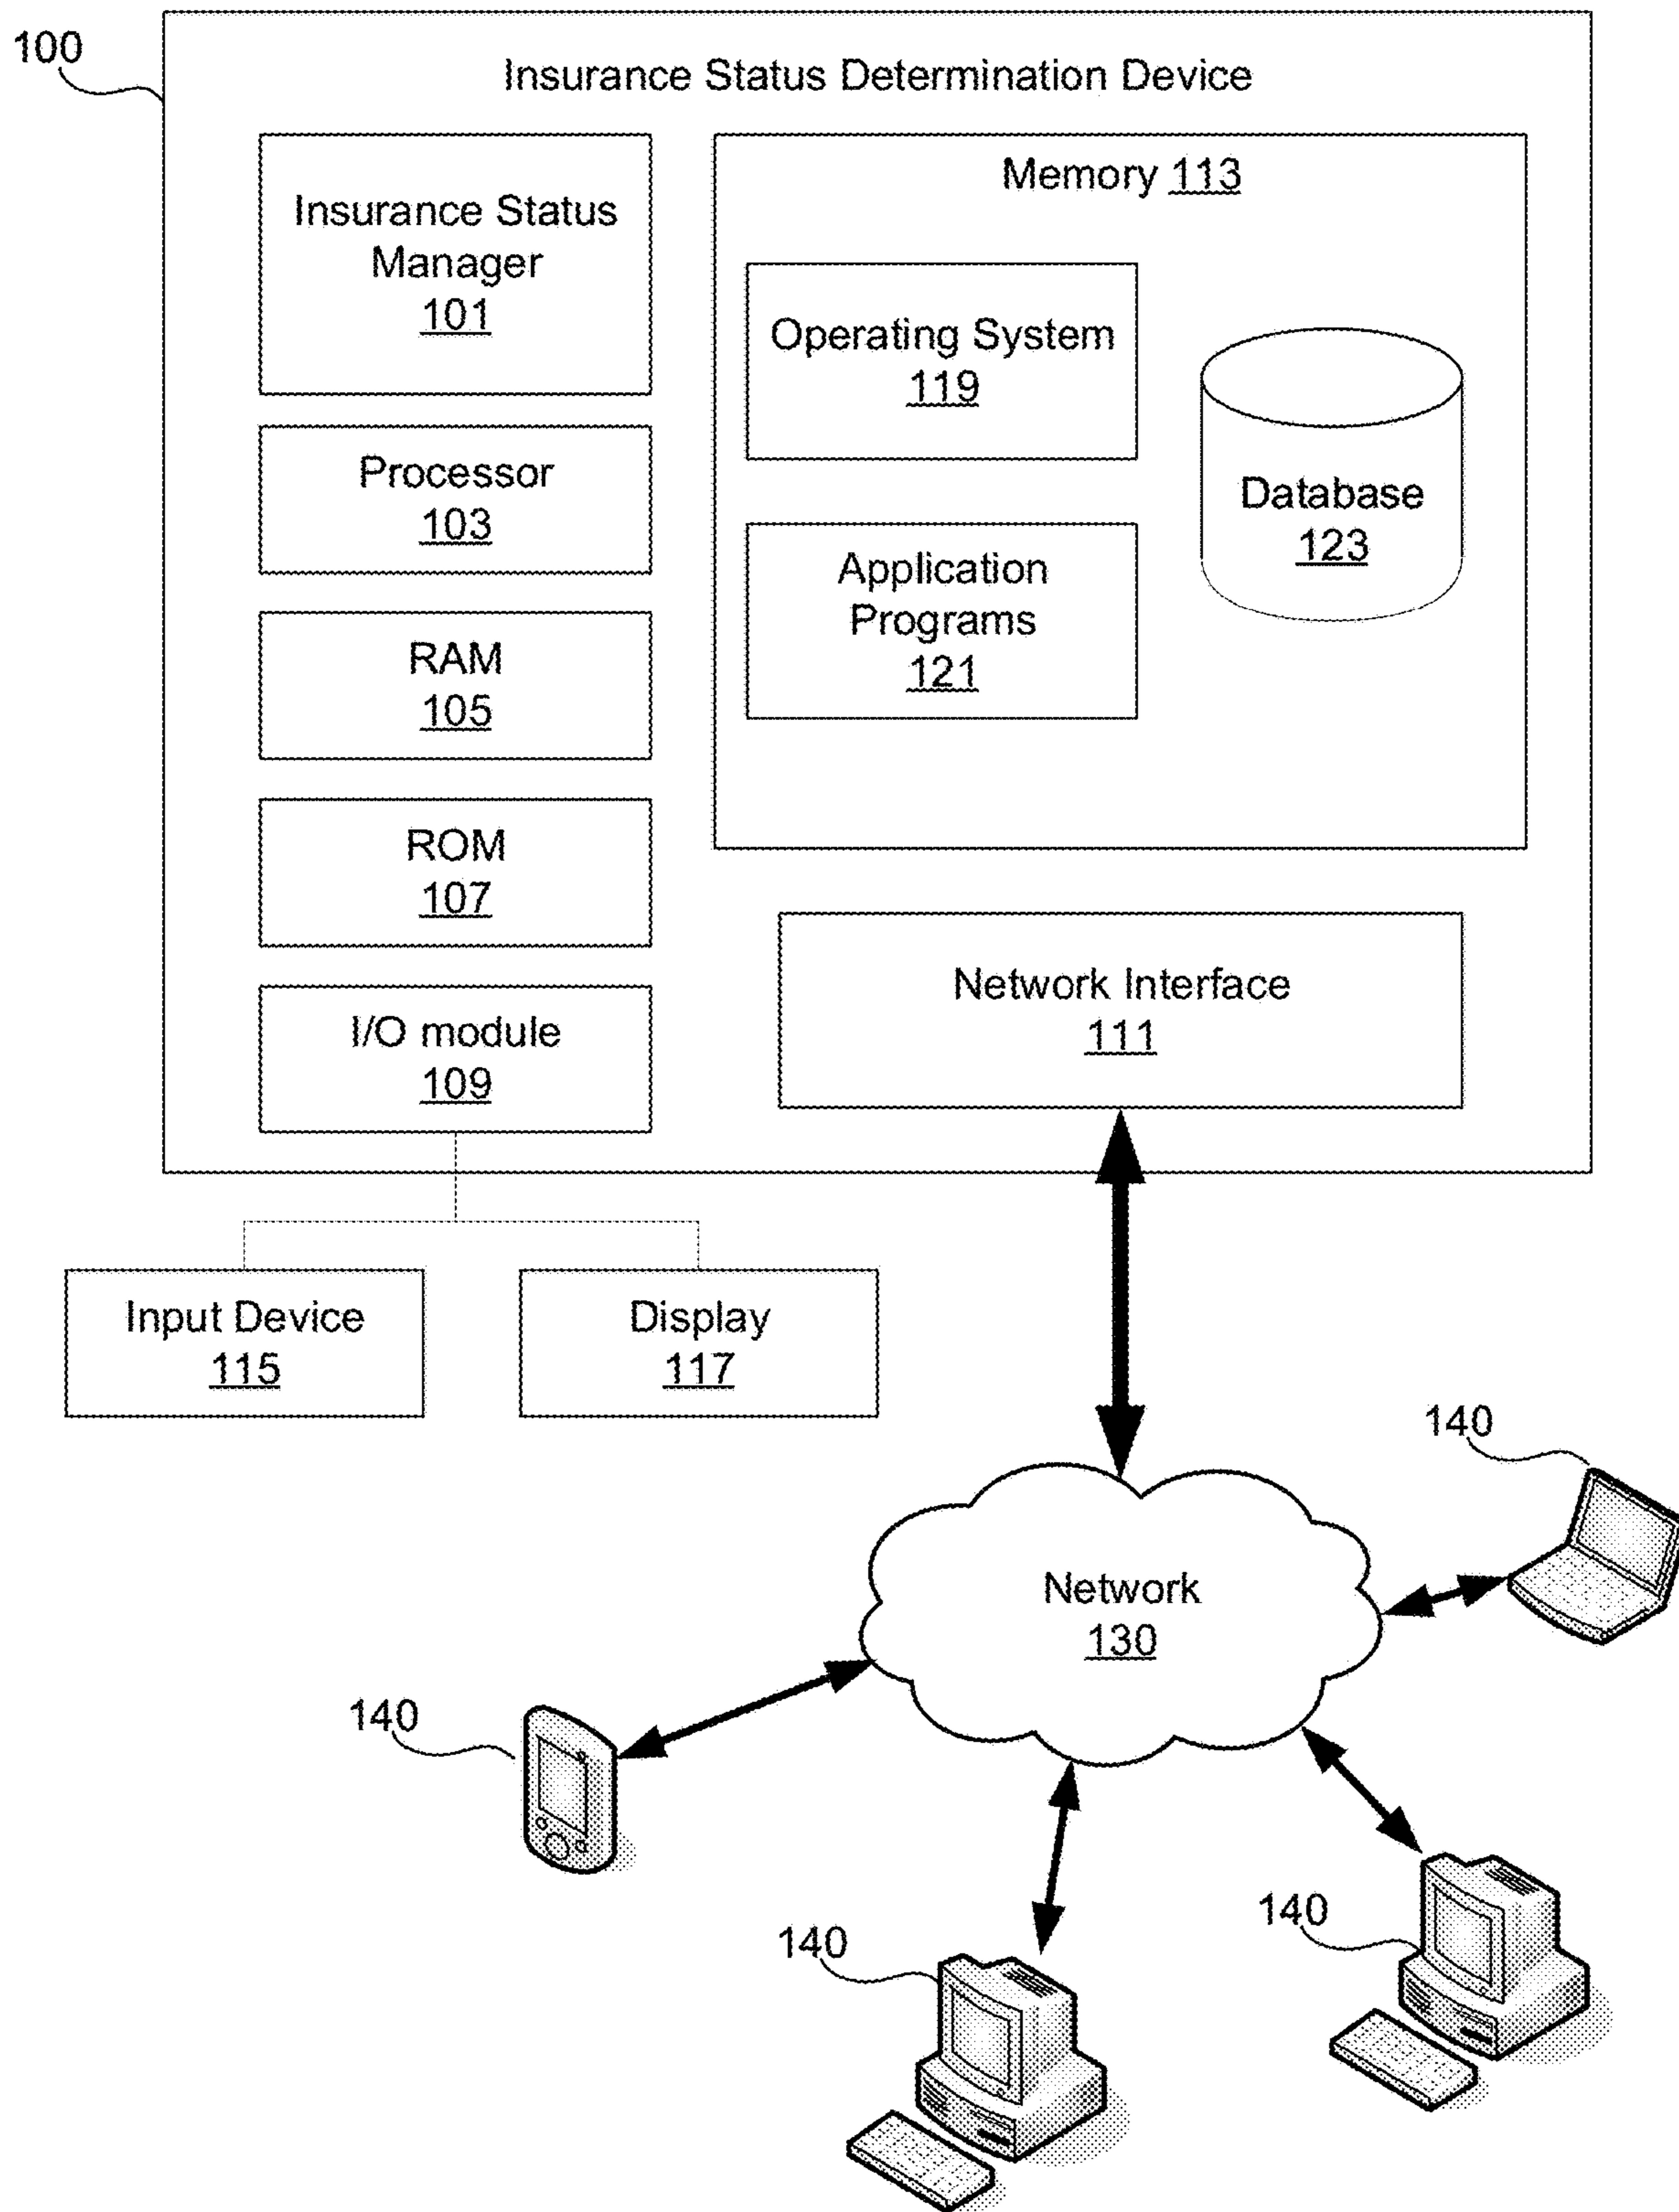 100
Insurance Status Determination Device
Insurance Status
Manager
101
Processor
103
RAM
105
ROM
107
I/O module
109
Memory 113
Operating System
119
Application
Programs
121
Database
123
Network Interface
111
Input Device
115
Display
117
Network
130
140
140
140
140